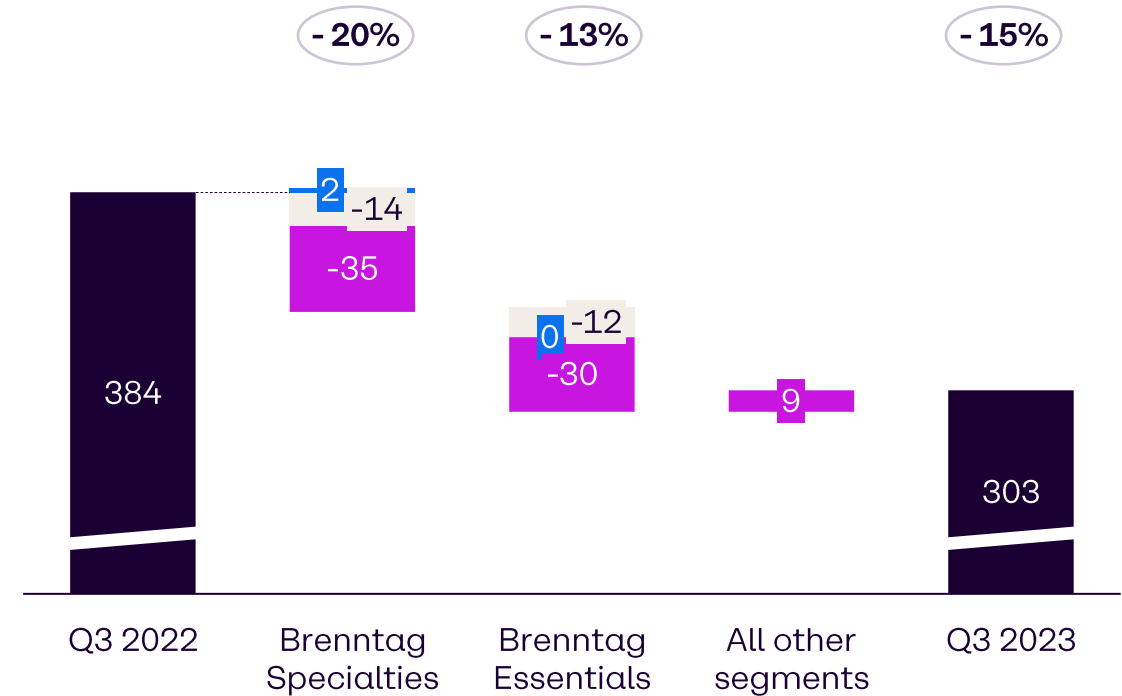 - 20%
- 13%
- 15%
2
-14
-35
0
-12
-30
9
384
303
Q3 2022
Brenntag
Specialties
Brenntag
Essentials
All other
segments
Q3 2023